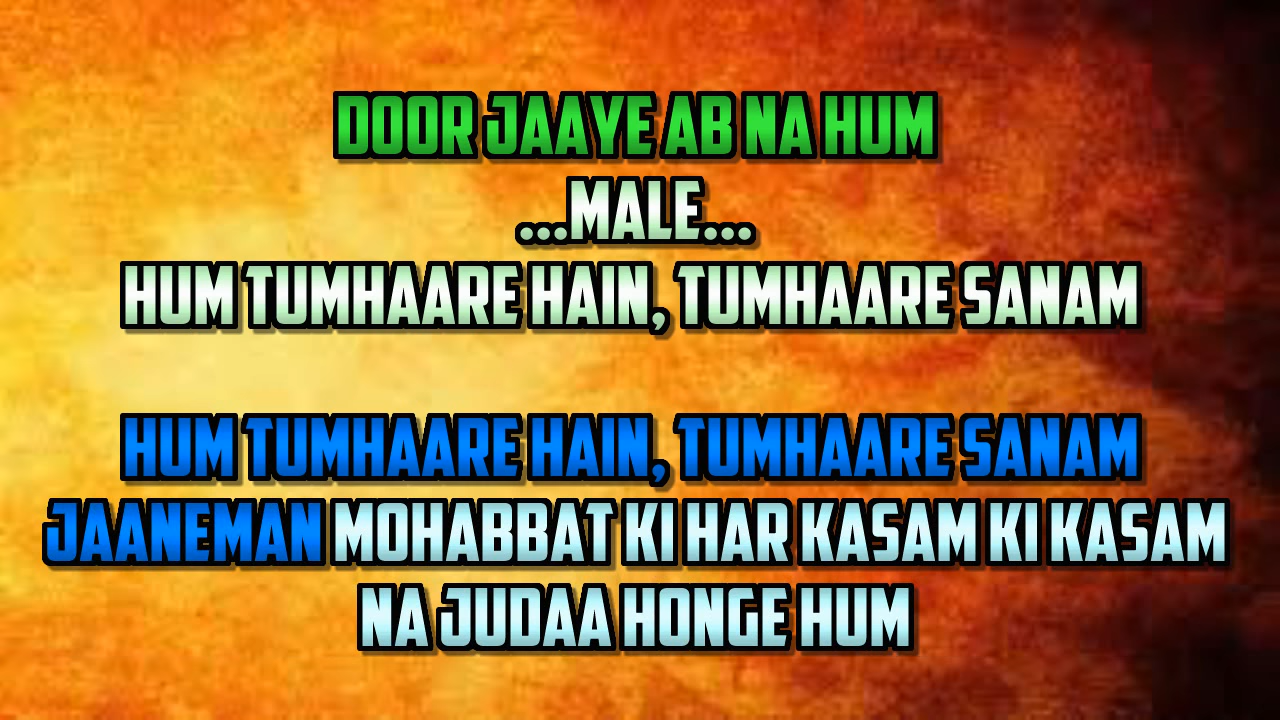 DOOR JAAYE AB NA HUM
...MALE...
HUM TUMHAARE HAIN, TUMHAARE SANAM
HUM TUMHAARE HAIN, TUMHAARE SANAM
JAANEMAN MOHABBAT KI HAR KASAM KI KASAM
NA JUDAA HONGE HUM